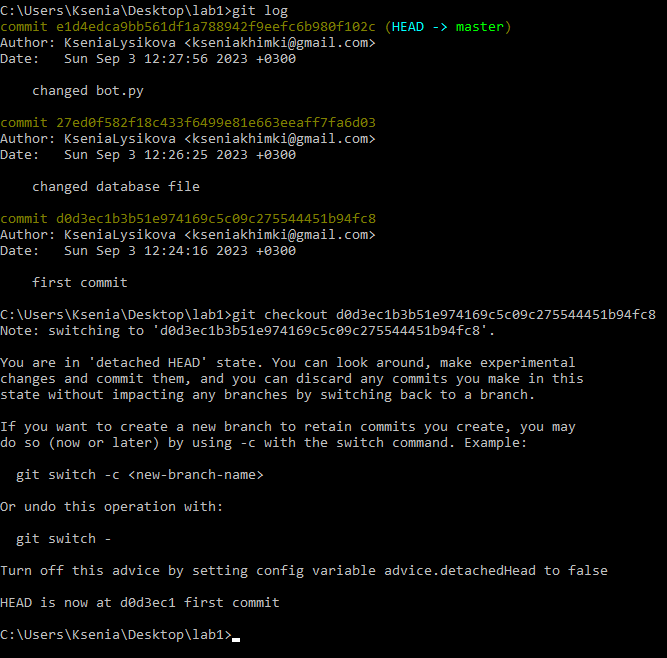 C:\Users\Ksenia\Desktop\lab1>git log
commit e1d4edca9bb561df1a788942f9eefc6b980f102c (HEAD -> master)
Author: KseniaLysikova <kseniakhimki@gmail.com>
Date:   Sun Sep 3 12:27:56 2023 +0300
changed bot.py
commit 27ed0f582f18c433f6499e81e663eeaff7fa6d03
Author: KseniaLysikova <kseniakhimki@gmail.com>
Date:   Sun Sep 3 12:26:25 2023 +0300
changed database file
commit d0d3ec1b3b51e974169c5c09c275544451b94fc8
Author: KseniaLysikova <kseniakhimki@gmail.com>
Date:   Sun Sep 3 12:24:16 2023 +0300
first commit
C:\Users\Ksenia\Desktop\lab1>git checkout d0d3ec1b3b51e974169c5c09c275544451b94fc8
Note: switching to 'd0d3ec1b3b51e974169c5c09c275544451b94fc8'.
You are in 'detached HEAD' state. You can look around, make experimental
changes and commit them, and you can discard any commits you make in this
state without impacting any branches by switching back to a branch.
If you want to create a new branch to retain commits you create, you may
do so (now or later) by using -c with the switch command. Example:
git switch -c <new-branch-name>
Or undo this operation with:
git switch -
Turn off this advice by setting config variable advice.detachedHead to false
HEAD is now at d0d3ec1 first commit
C:\Users\Ksenia\Desktop\lab1>